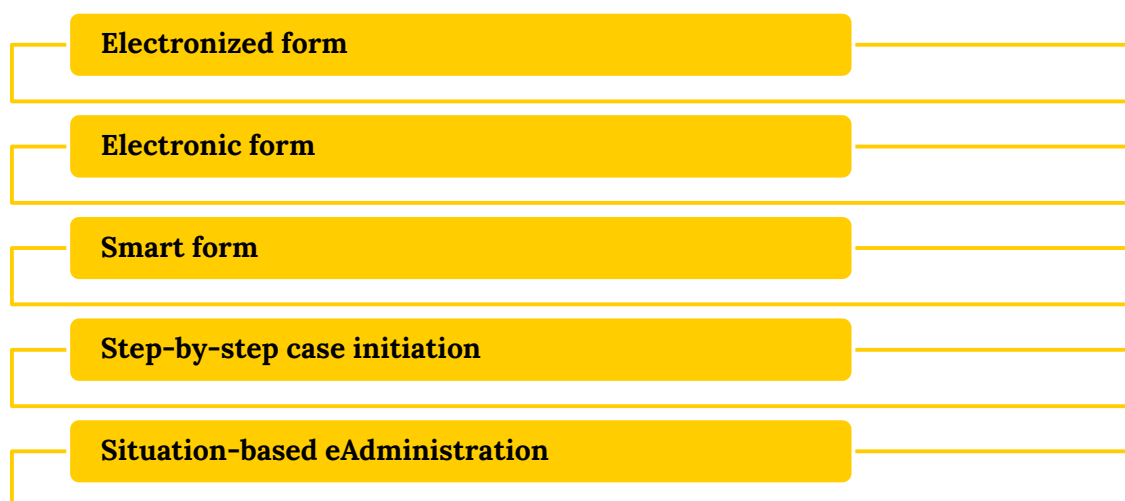 Electronized form
Electronic form
Smart form
Step-by-step case initiation
Situation-based eAdministration